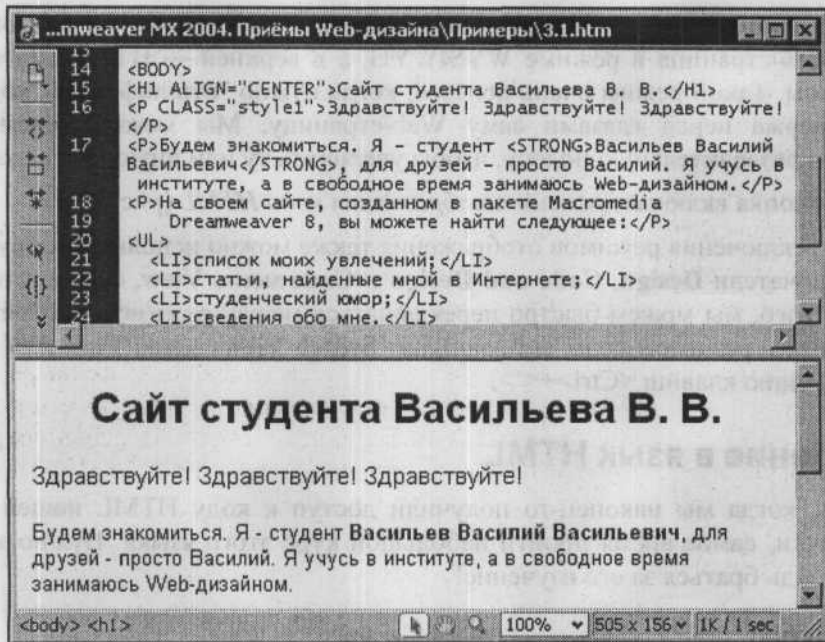 ...mweaver MX 2004. Приёмы Web-дизайна\Примеры\3.1.htm
13
14 <BODY>
15 <H1 ALIGN="CENTER">Сайт студента Васильева В. В.</H1>
16 <P CLASS="style1">Здравствуйте! Здравствуйте! Здравствуйте!
</P>
17 <P>Будем знакомиться. Я - студент <STRONG>Васильев Василий
Васильевич</STRONG>, для друзей - просто Василий. Я учусь в
институте, а в свободное время занимаюсь Web-дизайном.</P>
18 <P>На своем сайте, созданном в пакете Macromedia
19 Dreamweaver 8, вы можете найти следующее:</P>
20 <UL>
21 <LI>список моих увлечений;</LI>
22 <LI>статьи, найденные мной в Интернете;</LI>
23 <LI>студенческий юмор;</LI>
24 <LI>сведения обо мне.</LI>
Сайт студента Васильева В. В.
Здравствуйте! Здравствуйте! Здравствуйте!
Будем знакомиться. Я - студент Васильев Василий Васильевич, для
друзей - просто Василий. Я учусь в институте, а в свободное время
занимаюсь Web-дизайном.
<body> <h1> 100% 505 x 156 1K / 1 sec